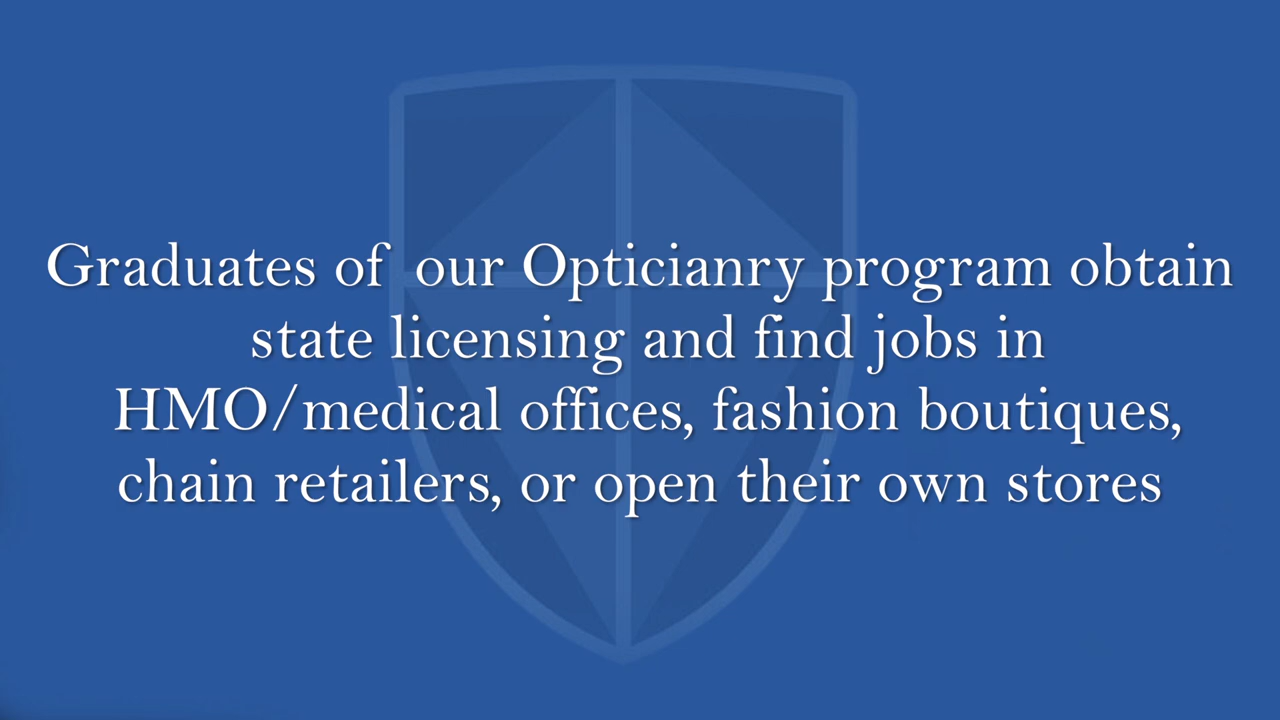 Graduates of our Opticianry program obtain
state licensing and find jobs in
HMO/medical offices, fashion boutiques,
chain retailers, or open their own stores